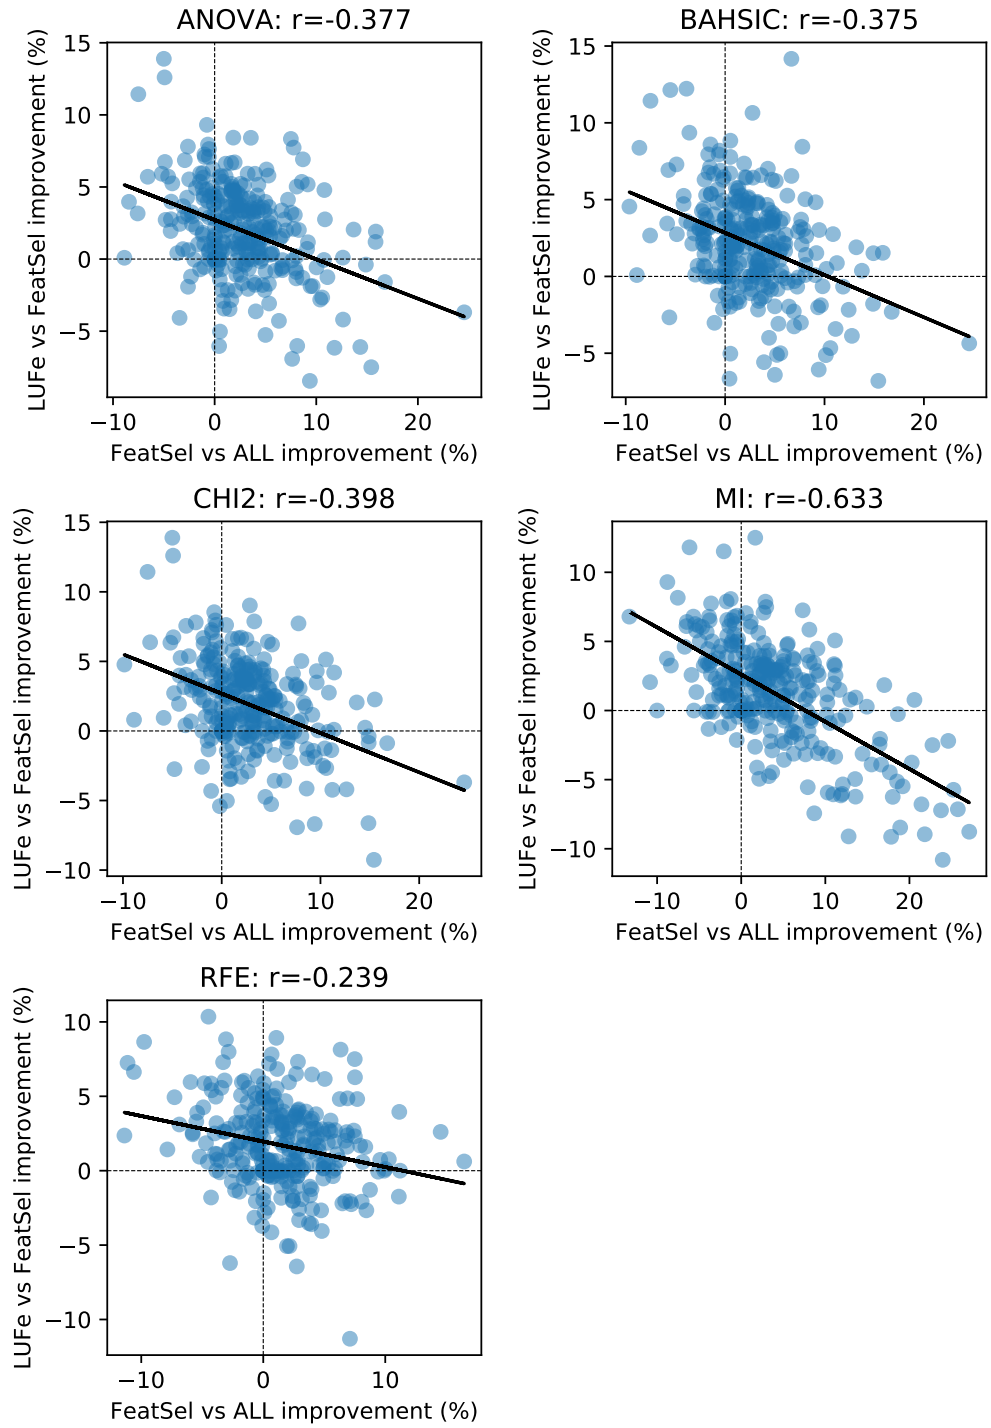 ANOVA: r=-0.377
LUFe vs FeatSel improvement (%)
15
10
5
0
−5
−10 0 10 20
FeatSel vs ALL improvement (%)
BAHSIC: r=-0.375
LUFe vs FeatSel improvement (%)
15
10
5
0
−5
−10 0 10 20
FeatSel vs ALL improvement (%)
CHI2: r=-0.398
LUFe vs FeatSel improvement (%)
15
10
5
0
−5
−10
−10 0 10 20
FeatSel vs ALL improvement (%)
MI: r=-0.633
LUFe vs FeatSel improvement (%)
10
5
0
−5
−10
−10 0 10 20
FeatSel vs ALL improvement (%)
RFE: r=-0.239
LUFe vs FeatSel improvement (%)
10
5
0
−5
−10
−10 0 10
FeatSel vs ALL improvement (%)